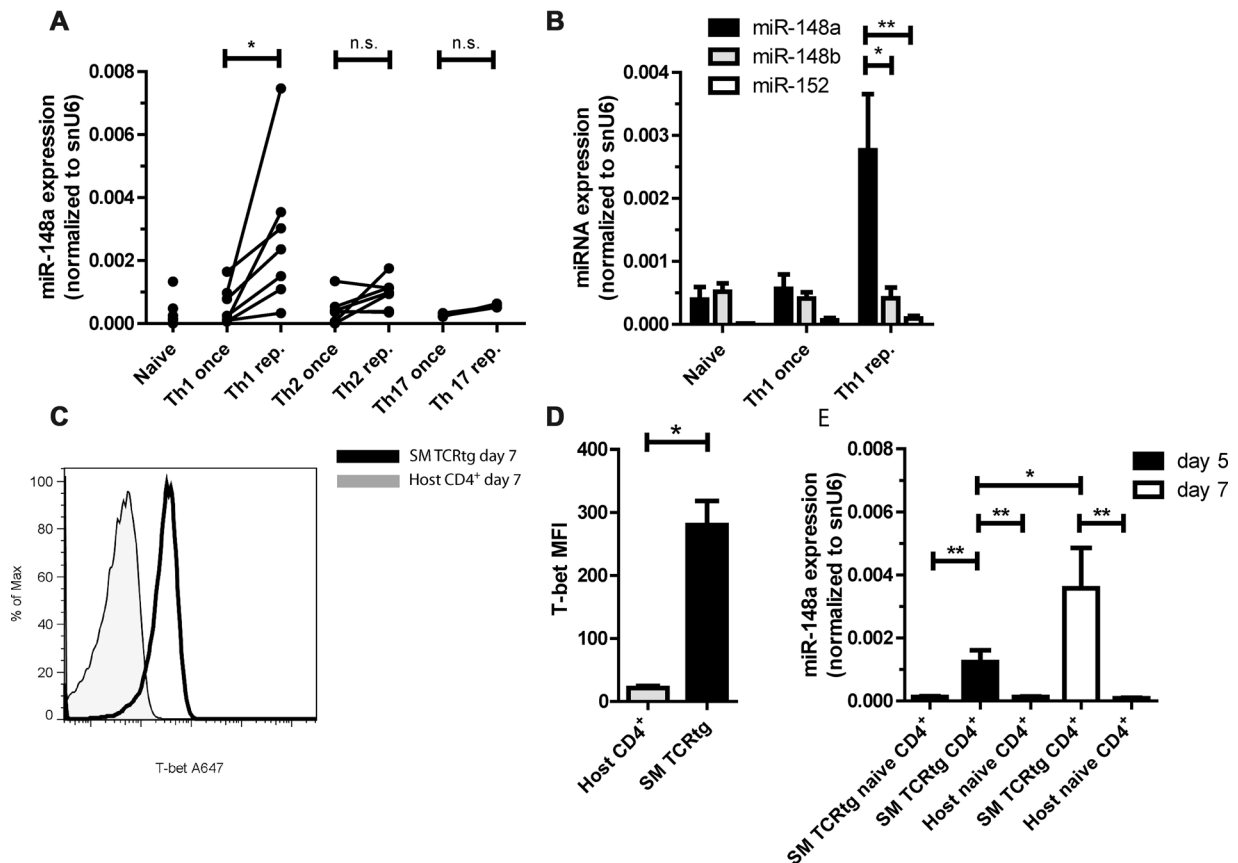 A
* n.s. n.s.
miR-148a expression
(normalized to snU6)
0.008
0.006
0.004
0.002
0.000
Naive
Th1 once
Th1 rep.
Th2 once
Th2 rep.
Th17 once
Th 17 rep.
B
miR-148a
miR-148b
miR-152
**
*
miRNA expression
(normalized to snU6)
0.004
0.003
0.002
0.001
0.000
Naive
Th1 once
Th1 rep.
C
SM TCRtg day 7
Host CD4+ day 7
% of Max
100
80
60
40
20
0
T-bet A647
D
*
T-bet MFI
400
300
200
100
0
Host CD4+
SM TCRtg
E
day 5
day 7
*
** **
**
miR-148a expression
(normalized to snU6)
0.008
0.006
0.004
0.002
0.000
SM TCRtg naive CD4+
SM TCRtg CD4+
Host naive CD4+
SM TCRtg CD4+
Host naive CD4+